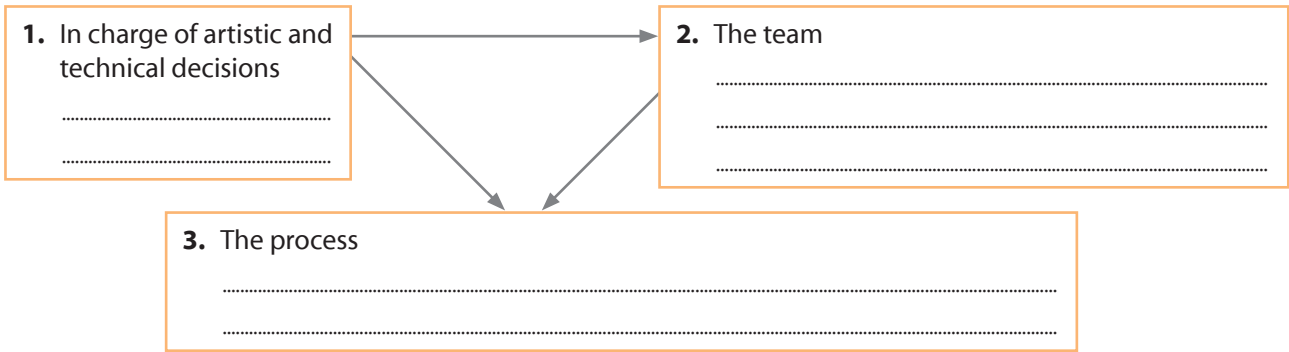 1. In charge of artistic and
technical decisions
2. The team
3. The process